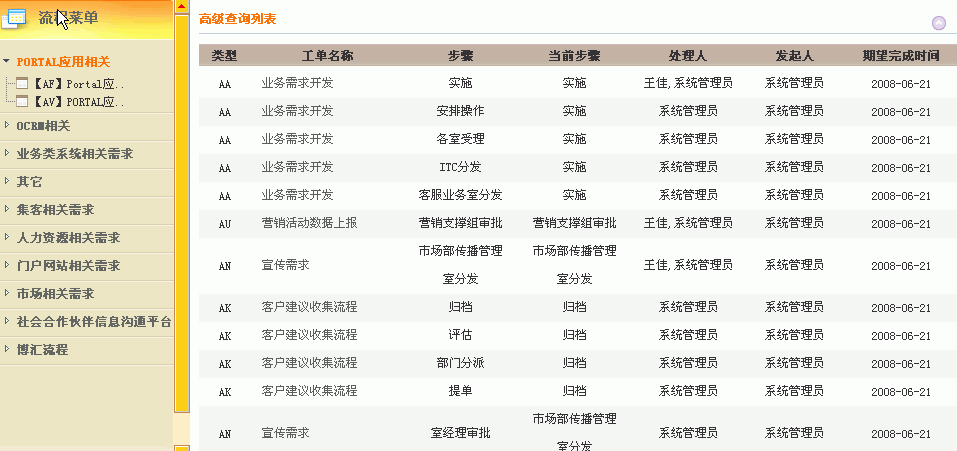 流程菜单
PORTAL应用相关
【AF】Portal应..
【AV】PORTAL应..
OCRM相关
业务类系统相关需求
其它
集客相关需求
人力资源相关需求
门户网站相关需求
市场相关需求
社会合作伙伴信息沟通平台
博汇流程
高级查询列表
类型 工单名称 步骤 当前步骤 处理人 发起人 期望完成时间
AA 业务需求开发 实施 实施 王佳,系统管理员 系统管理员 2008-06-21
AA 业务需求开发 安排操作 实施 系统管理员 系统管理员 2008-06-21
AA 业务需求开发 各室受理 实施 系统管理员 系统管理员 2008-06-21
AA 业务需求开发 ITC分发 实施 系统管理员 系统管理员 2008-06-21
AA 业务需求开发 客服业务室分发 实施 系统管理员 系统管理员 2008-06-21
AU 营销活动数据上报 营销支撑组审批 营销支撑组审批 王佳,系统管理员 系统管理员 2008-06-21
市场部传播管理 市场部传播管理
AN 宣传需求 王佳,系统管理员 系统管理员 2008-06-21
室分发 室分发
AK 客户建议收集流程 归档 归档 系统管理员 系统管理员 2008-06-21
AK 客户建议收集流程 评估 归档 系统管理员 系统管理员 2008-06-21
AK 客户建议收集流程 部门分派 归档 系统管理员 系统管理员 2008-06-21
AK 客户建议收集流程 提单 归档 系统管理员 系统管理员 2008-06-21
市场部传播管理
AN 宣传需求 室经理审批 系统管理员 系统管理员 2008-06-21
室分发